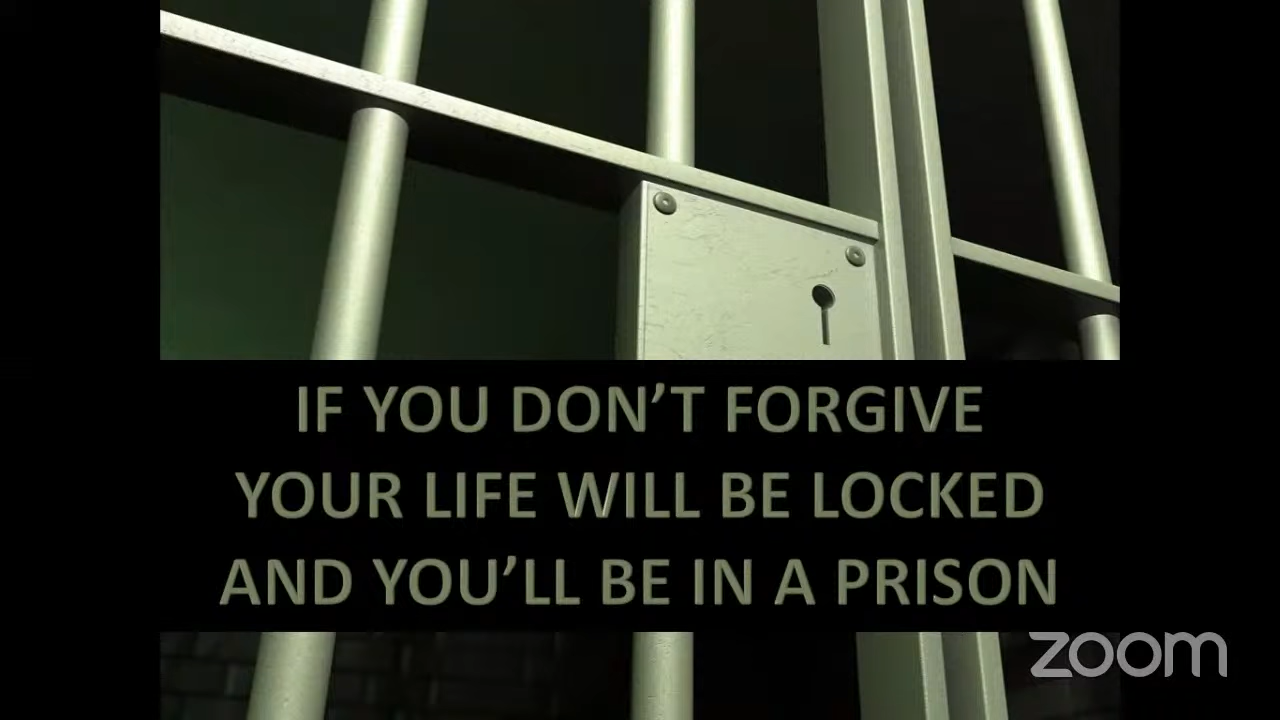 IF YOU DON'T FORGIVE
YOUR LIFE WILL BE LOCKED
AND YOU'LL BE IN A PRISON
zoom